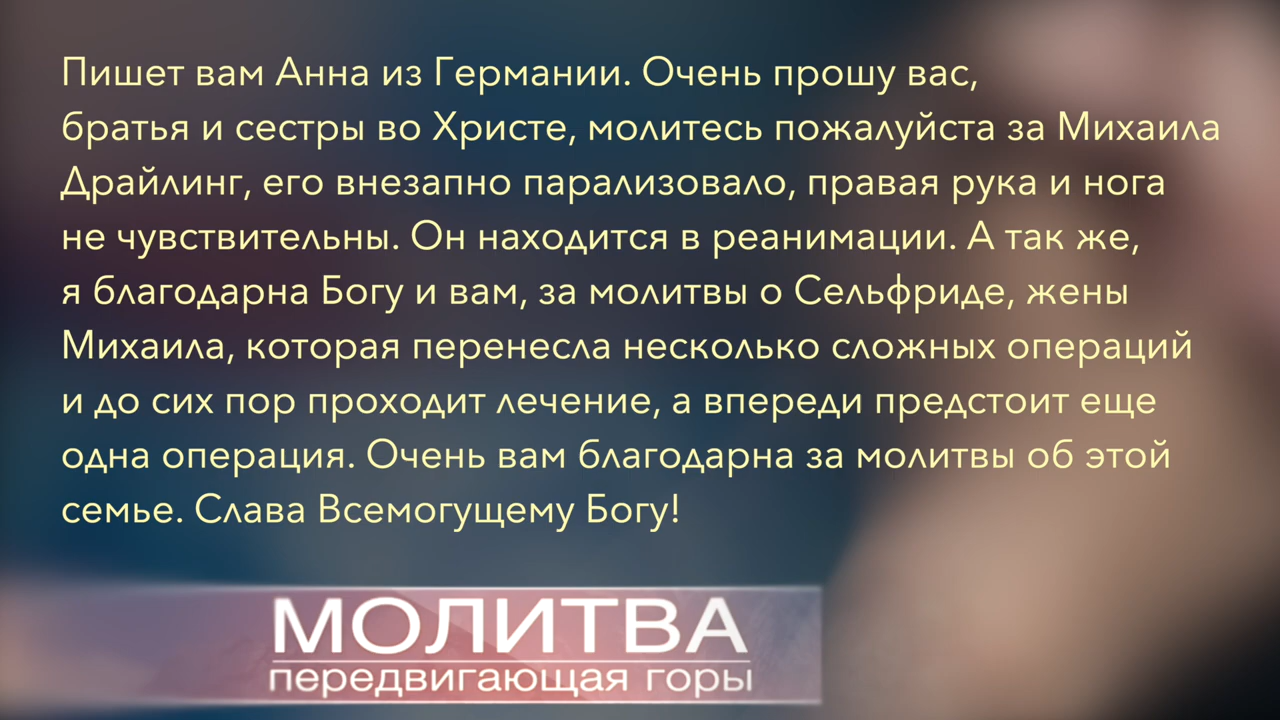 Пишет вам Анна из Германии. Очень прошу вас,
братья и сестры во Христе, молитесь пожалуйста за Михаила
Драйлинг, его внезапно парализовало, правая рука и нога
не чувствительны. Он находится в реанимации. А так же,
я благодарна Богу и вам, за молитвы о Сельфриде, жены
Михаила, которая перенесла несколько сложных операций
и до сих пор проходит лечение, а впереди предстоит еще
одна операция. Очень вам благодарна за молитвы об этой
семье. Слава Всемогущему Богу!
МОЛИТВА
передвигающая горы